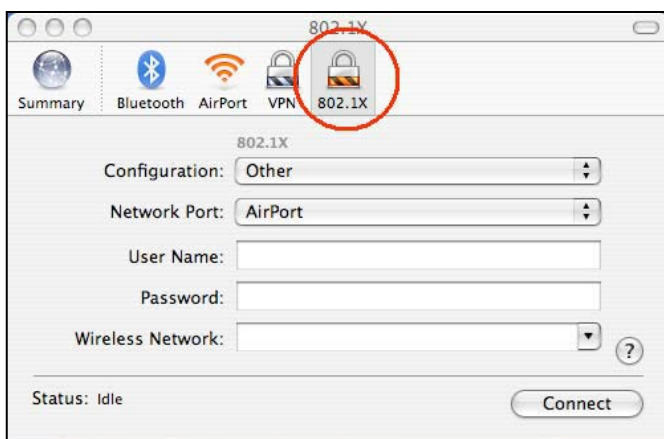 802.1X
Summary
Bluetooth
AirPort
VPN
802.1X
802.1X
Configuration: Other
Network Port: AirPort
User Name:
Password:
Wireless Network:
?
Status: Idle
Connect